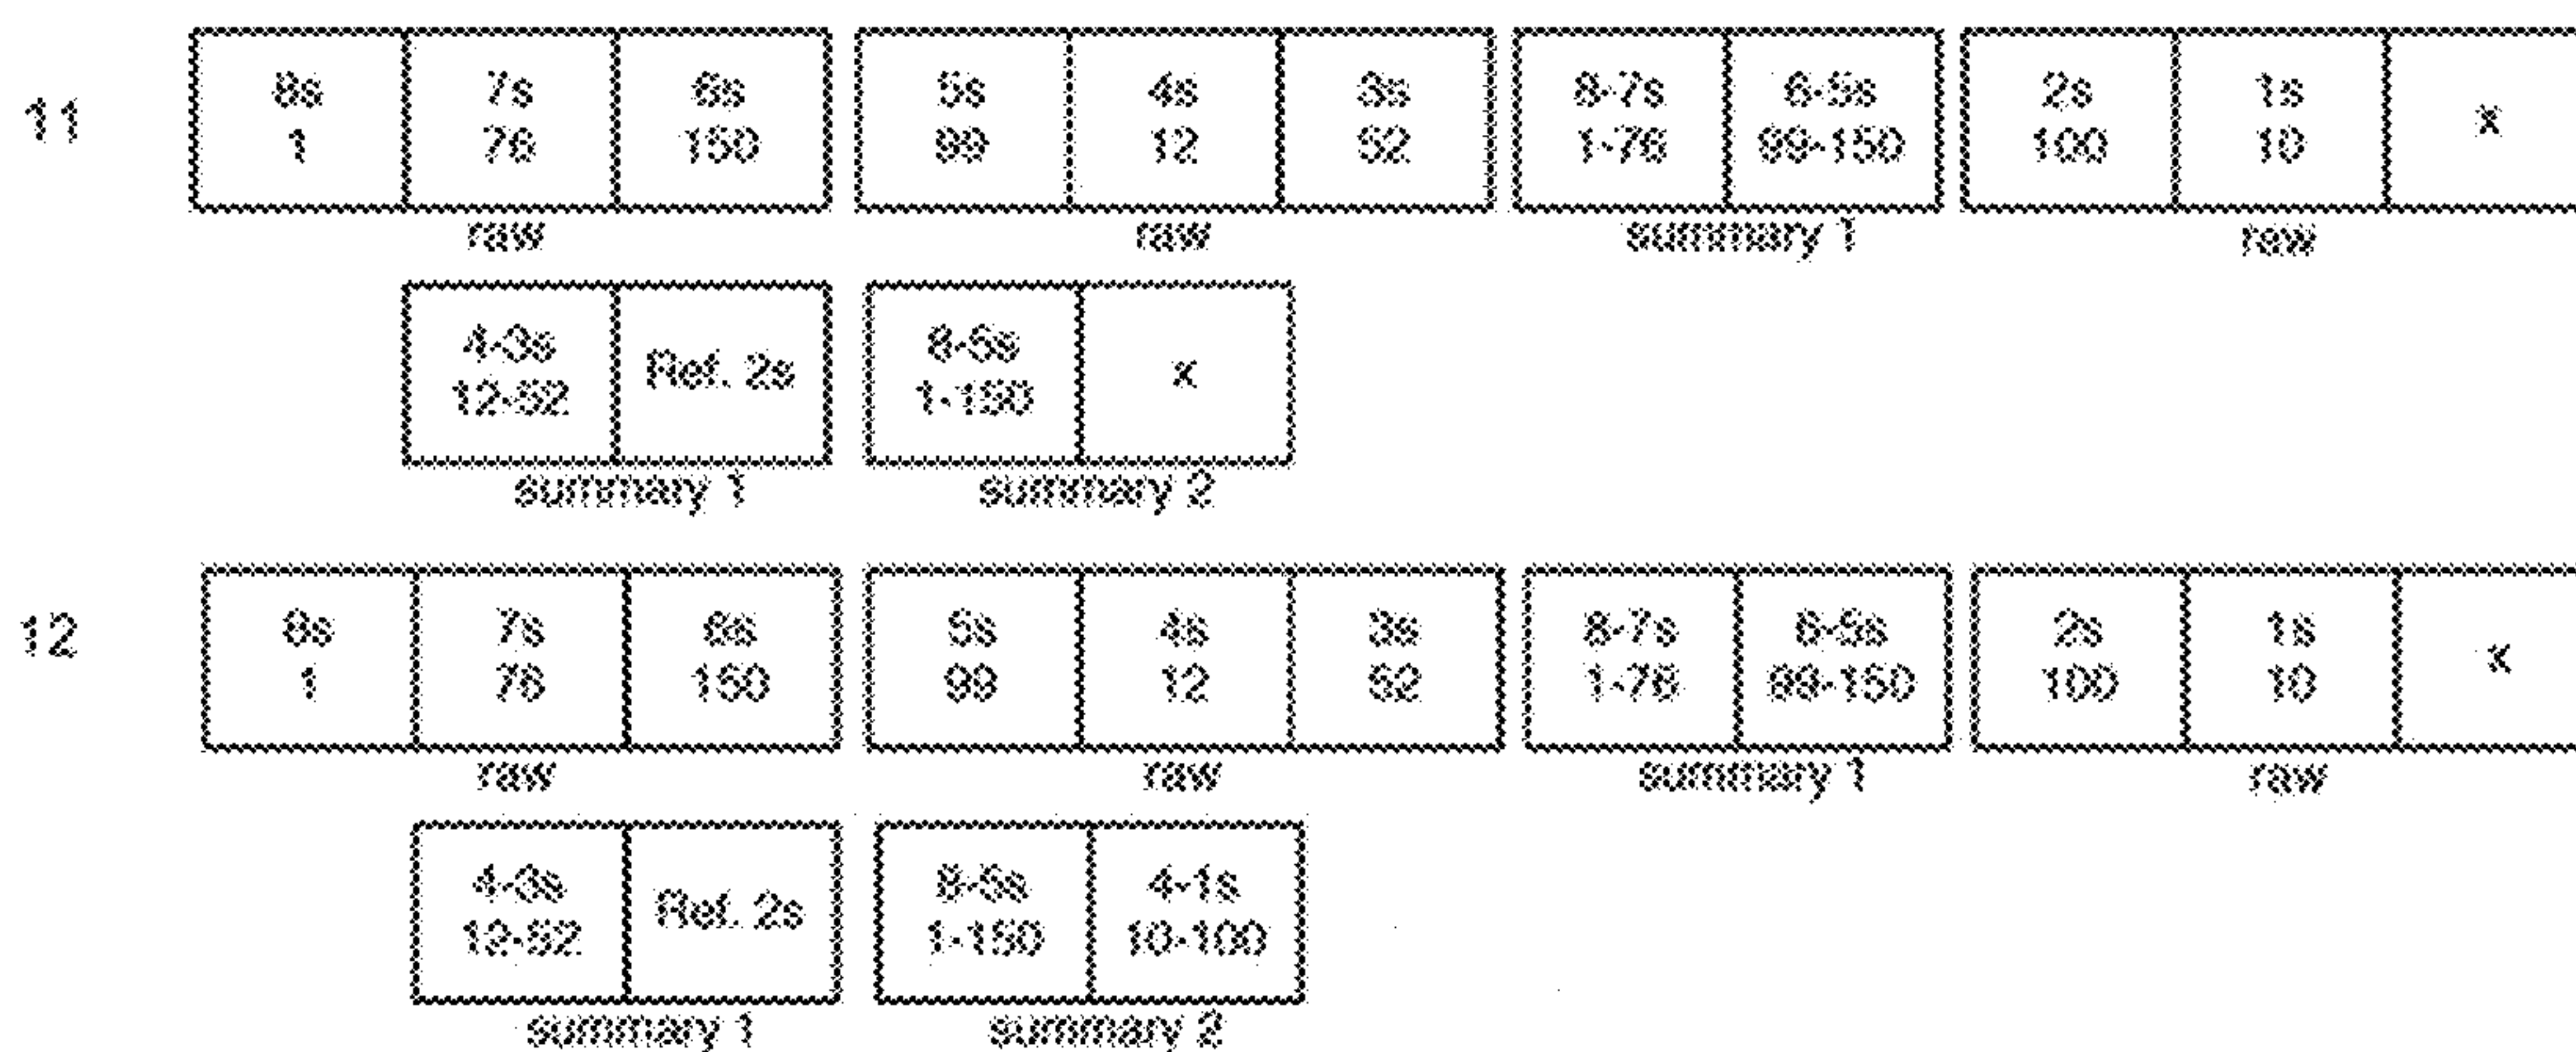 11
8s 7s 6s 5s 4s 3s 8-7s 6-5s 2s 1s x
1 76 150 99 12 52 1-76 99-150 100 10
raw raw summary 1 raw
4-3s Ref. 2s 8-5s x
12-52 1-150
summary 1 summary 2
12
8s 7s 6s 5s 4s 3s 8-7s 6-5s 2s 1s x
1 76 150 99 12 52 1-76 99-150 100 10
raw raw summary 1 raw
4-3s Ref. 2s 8-5s 4-1s
12-52 1-150 10-100
summary 1 summary 2